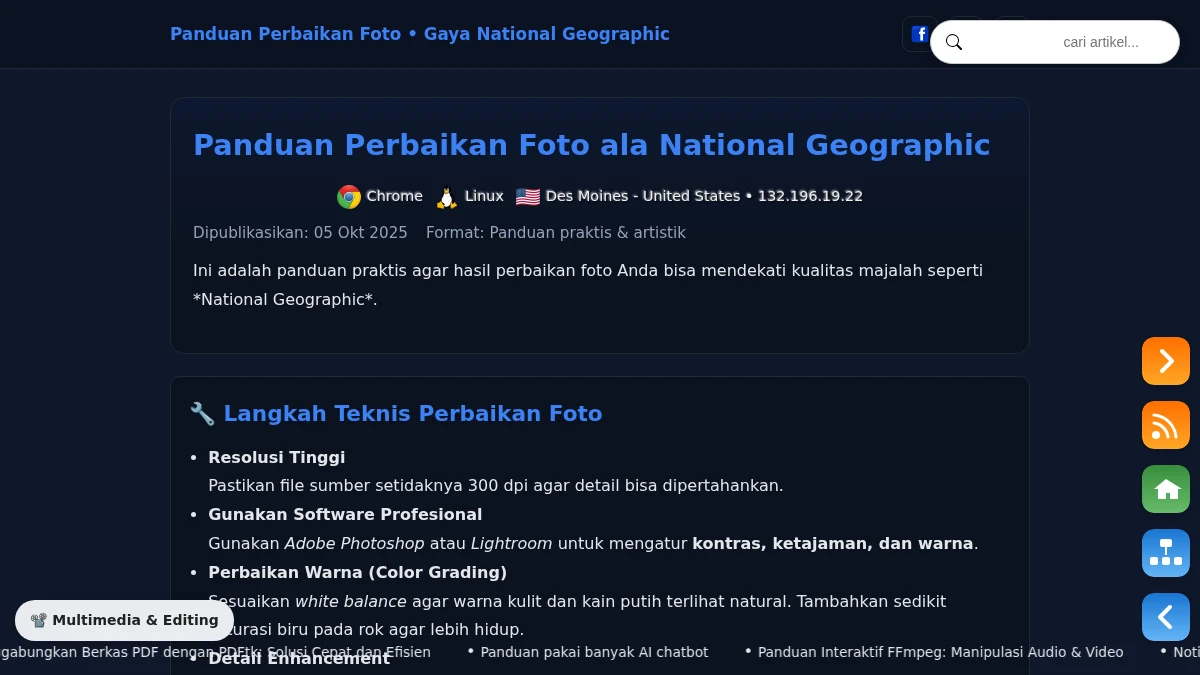 Panduan Perbaikan Foto • Gaya National Geographic
cari artikel...
Panduan Perbaikan Foto ala National Geographic
Chrome Linux Des Moines - United States • 132.196.19.22
Dipublikasikan: 05 Okt 2025 Format: Panduan praktis & artistik
Ini adalah panduan praktis agar hasil perbaikan foto Anda bisa mendekati kualitas majalah seperti
*National Geographic*.
🔧 Langkah Teknis Perbaikan Foto
• Resolusi Tinggi
Pastikan file sumber setidaknya 300 dpi agar detail bisa dipertahankan.
• Gunakan Software Profesional
Gunakan Adobe Photoshop atau Lightroom untuk mengatur kontras, ketajaman, dan warna.
• Perbaikan Warna (Color Grading)
Sesuaikan white balance agar warna kulit dan kain putih terlihat natural. Tambahkan sedikit
rok agar lebih hidup.
📽 Multimedia & Editing
• Detail Enhancement
gabungkan Berkas PDF dengan PDFtk: Solusi Cepat dan Efisien • Panduan pakai banyak AI chatbot • Panduan Interaktif FFmpeg: Manipulasi Audio & Video • Noti